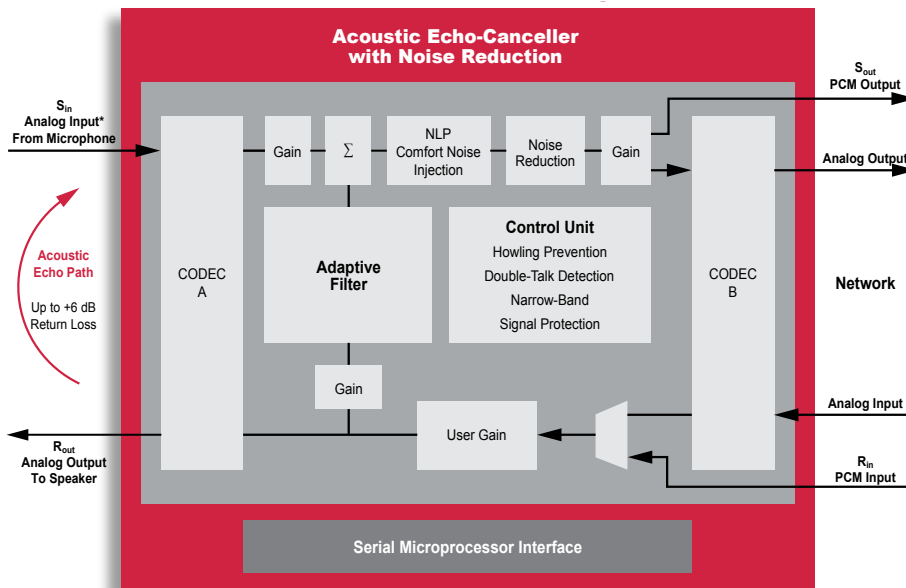 Acoustic Echo-Canceller
with Noise Reduction
Sin
Analog Input*
From Microphone
Sout
PCM Output
Gain
Σ
NLP
Comfort Noise
Injection
Noise
Reduction
Gain
Analog Output
Acoustic
Echo Path
Up to +6 dB
Return Loss
CODEC
A
Adaptive
Filter
Control Unit
Howling Prevention
Double-Talk Detection
Narrow-Band
Signal Protection
CODEC
B
Network
Gain
User Gain
Analog Input
Rout
Analog Output
To Speaker
Rin
PCM Input
Serial Microprocessor Interface